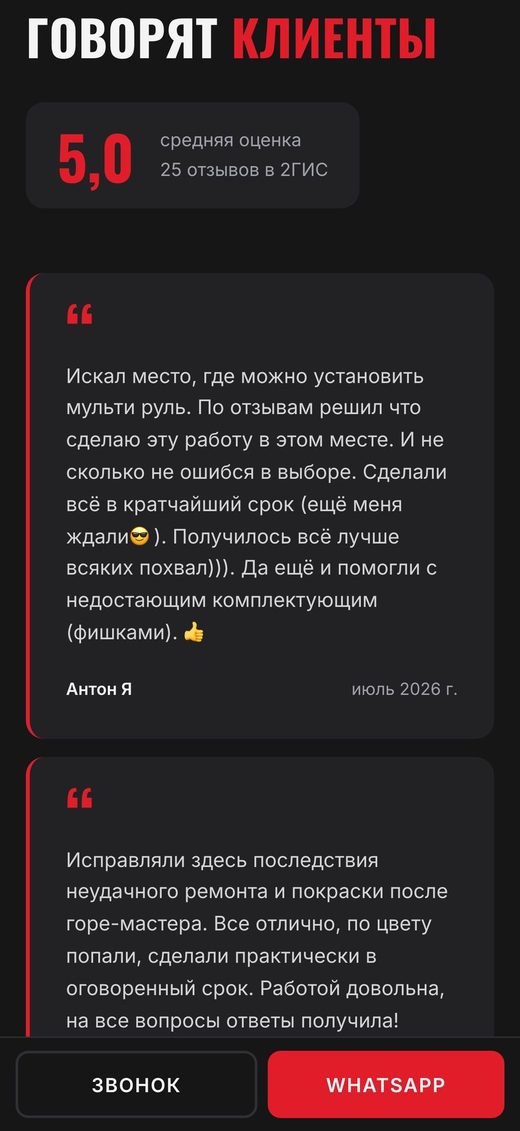 ГОВОРЯТ КЛИЕНТЫ
5,0
средняя оценка
25 отзывов в 2ГИС
Искал место, где можно установить
мульти руль. По отзывам решил что
сделаю эту работу в этом месте. И не
сколько не ошибся в выборе. Сделали
всё в кратчайший срок (ещё меня
ждали😎). Получилось всё лучше
всяких похвал))). Да ещё и помогли с
недостающим комплектующим
(фишками). 👍
Антон Я
июль 2026 г.
Исправляли здесь последствия
неудачного ремонта и покраски после
горе-мастера. Все отлично, по цвету
попали, сделали практически в
оговоренный срок. Работой довольна,
на все вопросы ответы получила!
ЗВОНОК
WHATSAPP